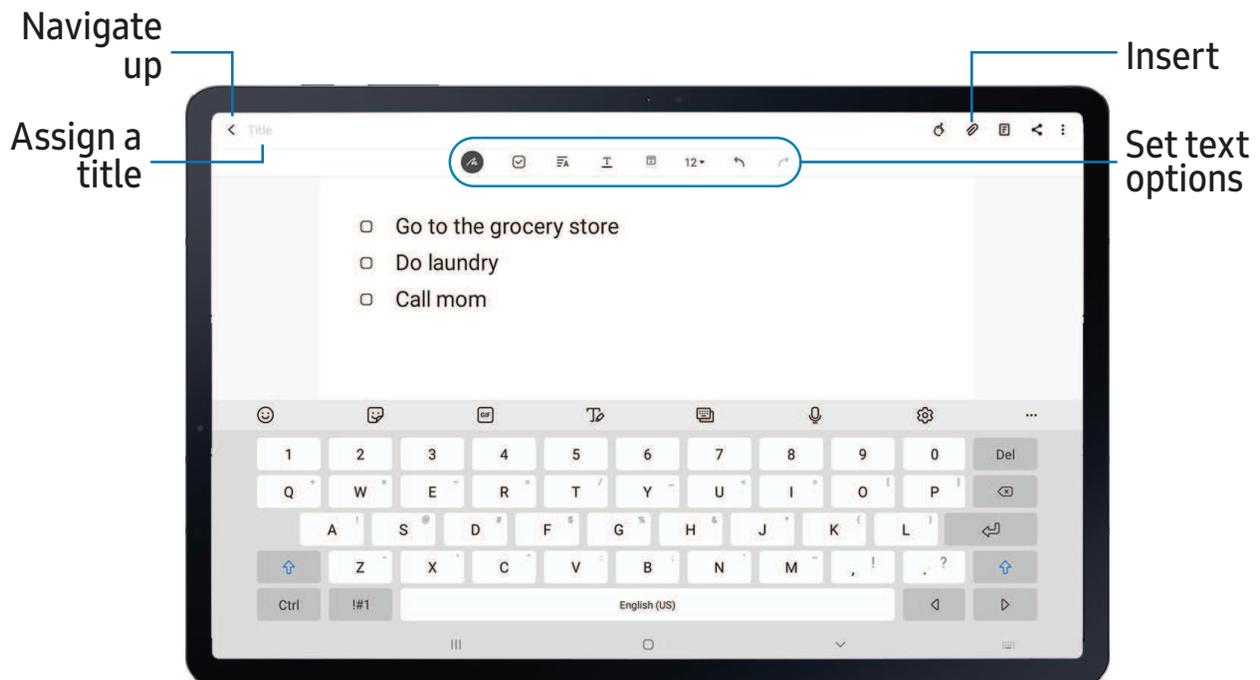 Navigate
up
Insert
Assign a
title
Set text
options
Title
12
Go to the grocery store
Do laundry
Call mom
GIF
1 2 3 4 5 6 7 8 9 0 Del
Q W E R T Y U I O P
A S D F G H J K L
Z X C V B N M , ! . ?
Ctrl !#1 English (US)